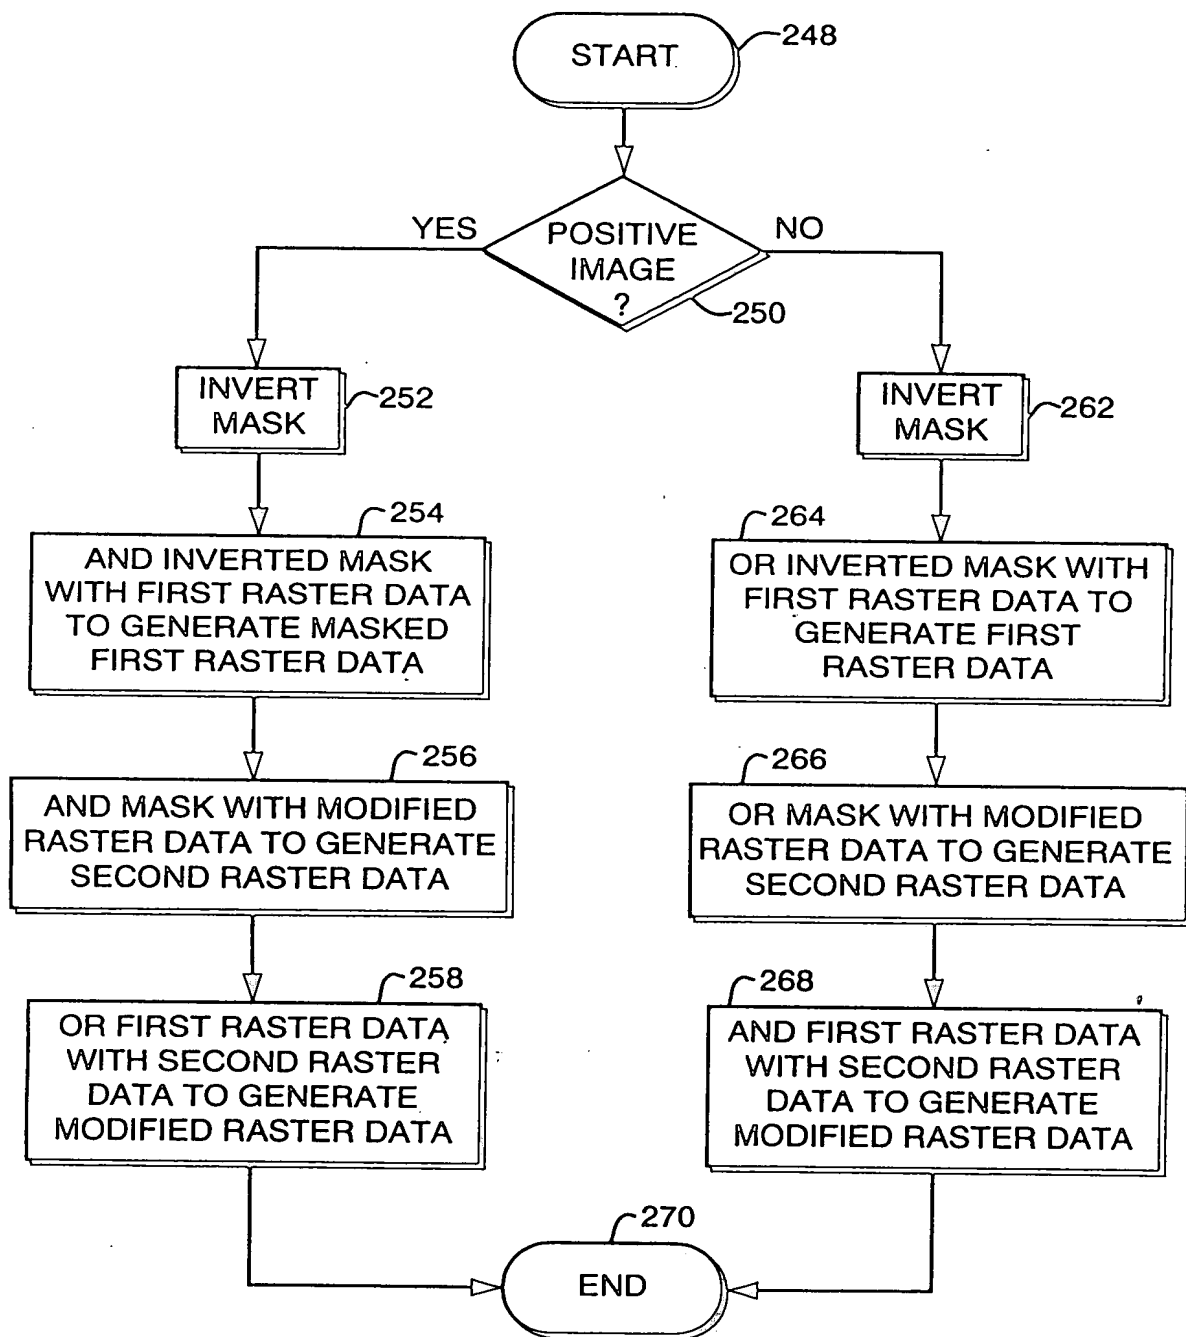 START
248
POSITIVE
IMAGE
?
250
YES
NO
INVERT
MASK
252
AND INVERTED MASK
WITH FIRST RASTER DATA
TO GENERATE MASKED
FIRST RASTER DATA
254
AND MASK WITH MODIFIED
RASTER DATA TO GENERATE
SECOND RASTER DATA
256
OR FIRST RASTER DATA
WITH SECOND RASTER
DATA TO GENERATE
MODIFIED RASTER DATA
258
INVERT
MASK
262
OR INVERTED MASK WITH
FIRST RASTER DATA TO
GENERATE FIRST
RASTER DATA
264
OR MASK WITH MODIFIED
RASTER DATA TO GENERATE
SECOND RASTER DATA
266
AND FIRST RASTER DATA
WITH SECOND RASTER
DATA TO GENERATE
MODIFIED RASTER DATA
268
END
270